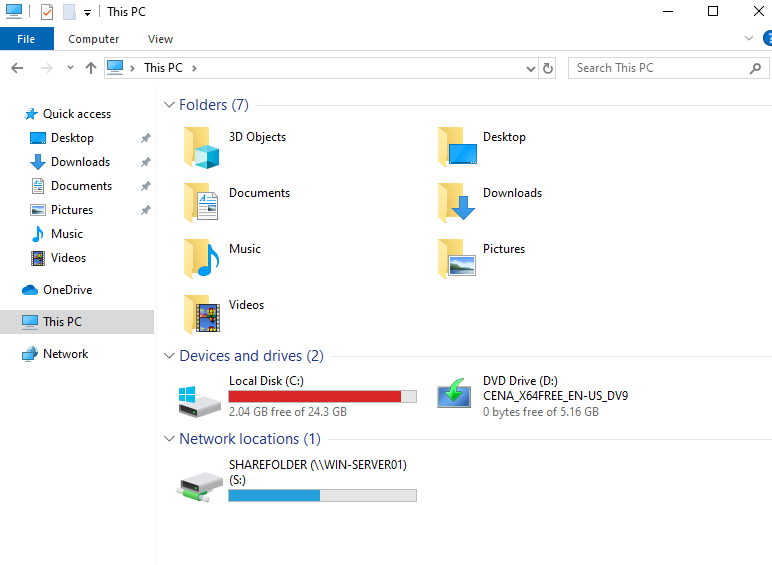 This PC
File Computer View
This PC
Search This PC
Quick access
Desktop
Downloads
Documents
Pictures
Music
Videos
OneDrive
This PC
Network
Folders (7)
3D Objects
Desktop
Documents
Downloads
Music
Pictures
Videos
Devices and drives (2)
Local Disk (C:)
2.04 GB free of 24.3 GB
DVD Drive (D:)
CENA_X64FREE_EN-US_DV9
0 bytes free of 5.16 GB
Network locations (1)
SHAREFOLDER (\\WIN-SERVER01)
(S:)